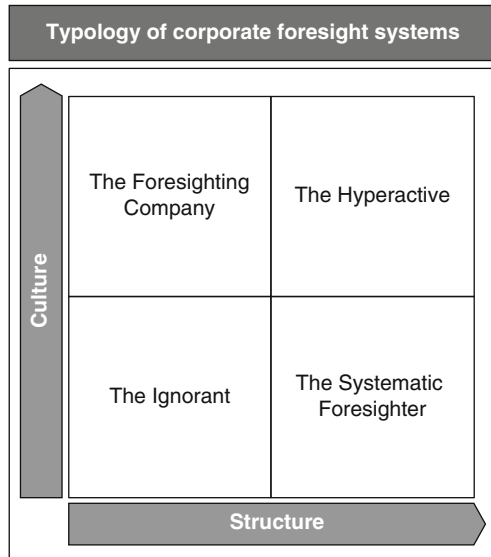 Typology of corporate foresight systems
The Foresighting
Company
The Hyperactive
Culture
The Ignorant
The Systematic
Foresighter
Structure